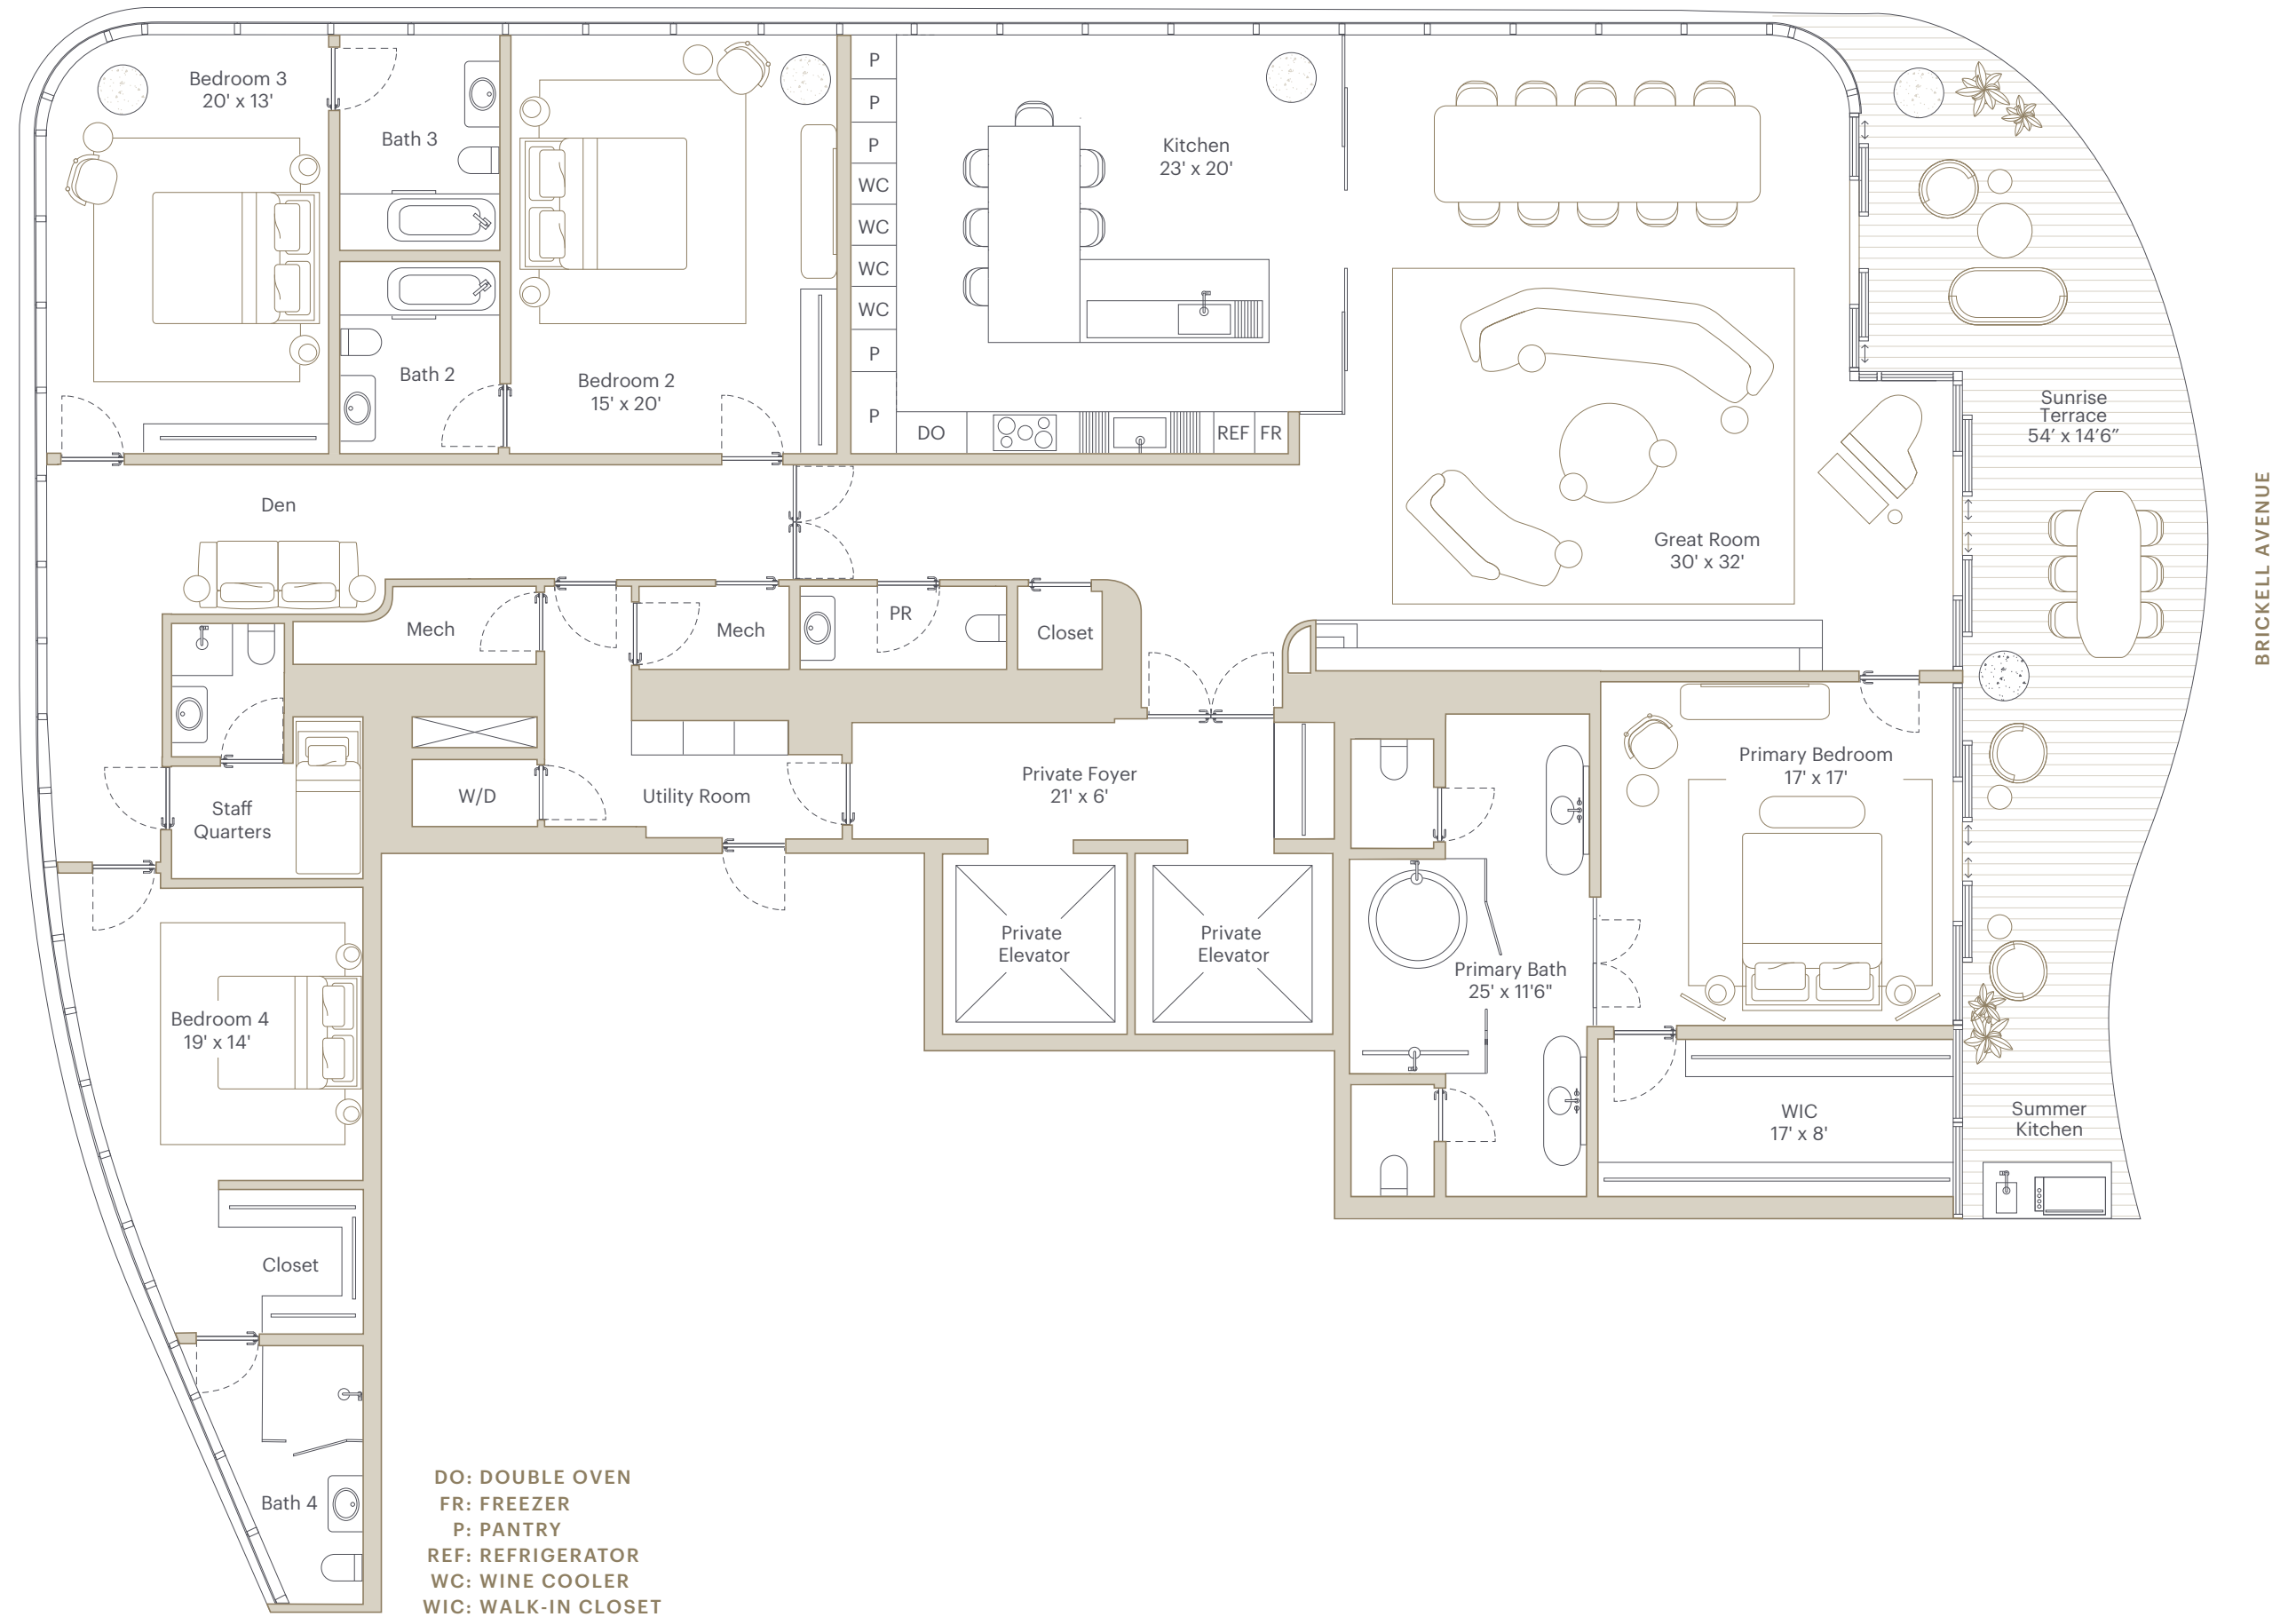 Bedroom 3
20' x 13'
Bath 3
Bath 2
Bedroom 2
15' x 20'
P
P
P
WC
WC
WC
WC
P
P
Kitchen
23' x 20'
DO
REF
FR
Great Room
30' x 32'
Sunrise
Terrace
54’ x 14’6”
BRICKELL AVENUE
Den
Mech
Mech
PR
Closet
Staff
Quarters
W/D
Utility Room
Private Foyer
21' x 6'
Private
Elevator
Private
Elevator
Primary Bath
25' x 11'6"
Primary Bedroom
17' x 17'
WIC
17' x 8'
Summer
Kitchen
Bedroom 4
19' x 14'
Closet
Bath 4
DO: DOUBLE OVEN
FR: FREEZER
P: PANTRY
REF: REFRIGERATOR
WC: WINE COOLER
WIC: WALK-IN CLOSET